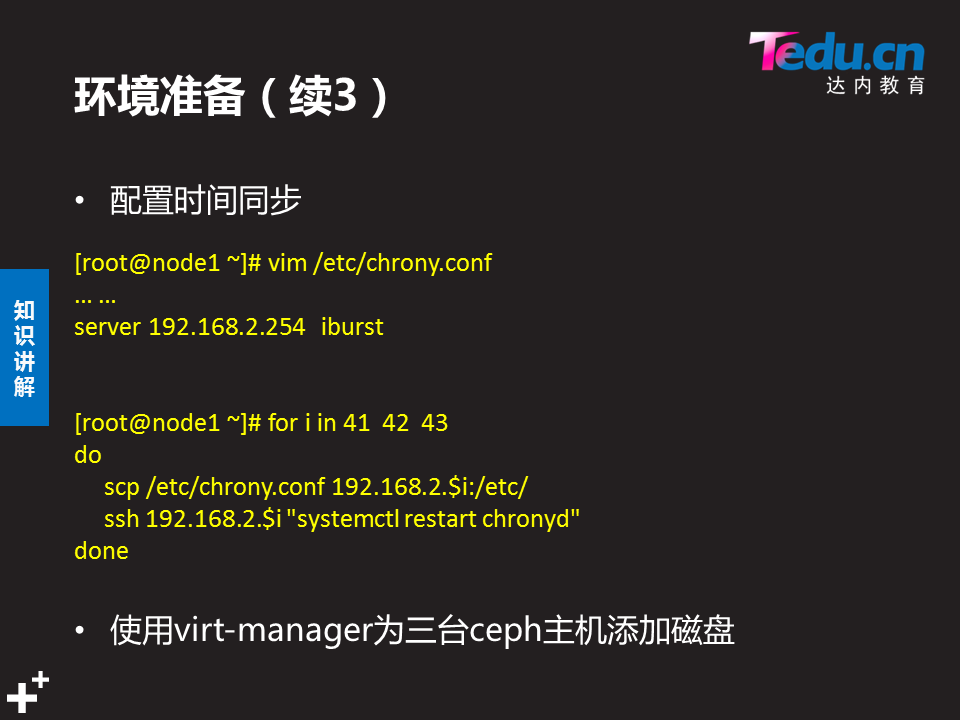 Tedu.cn
达内教育
环境准备（续3）
• 配置时间同步
[root@node1 ~]# vim /etc/chrony.conf
... ...
server 192.168.2.254 iburst
知识讲解
[root@node1 ~]# for i in 41 42 43
do
scp /etc/chrony.conf 192.168.2.$i:/etc/
ssh 192.168.2.$i "systemctl restart chronyd"
done
• 使用virt-manager为三台ceph主机添加磁盘